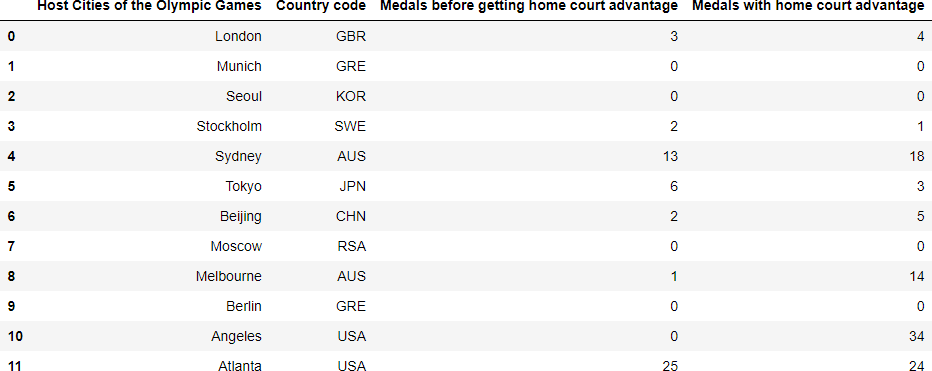 Host Cities of the Olympic Games Country code Medals before getting home court advantage Medals with home court advantage
0 London GBR 3 4
1 Munich GRE 0 0
2 Seoul KOR 0 0
3 Stockholm SWE 2 1
4 Sydney AUS 13 18
5 Tokyo JPN 6 3
6 Beijing CHN 2 5
7 Moscow RSA 0 0
8 Melbourne AUS 1 14
9 Berlin GRE 0 0
10 Angeles USA 0 34
11 Atlanta USA 25 24